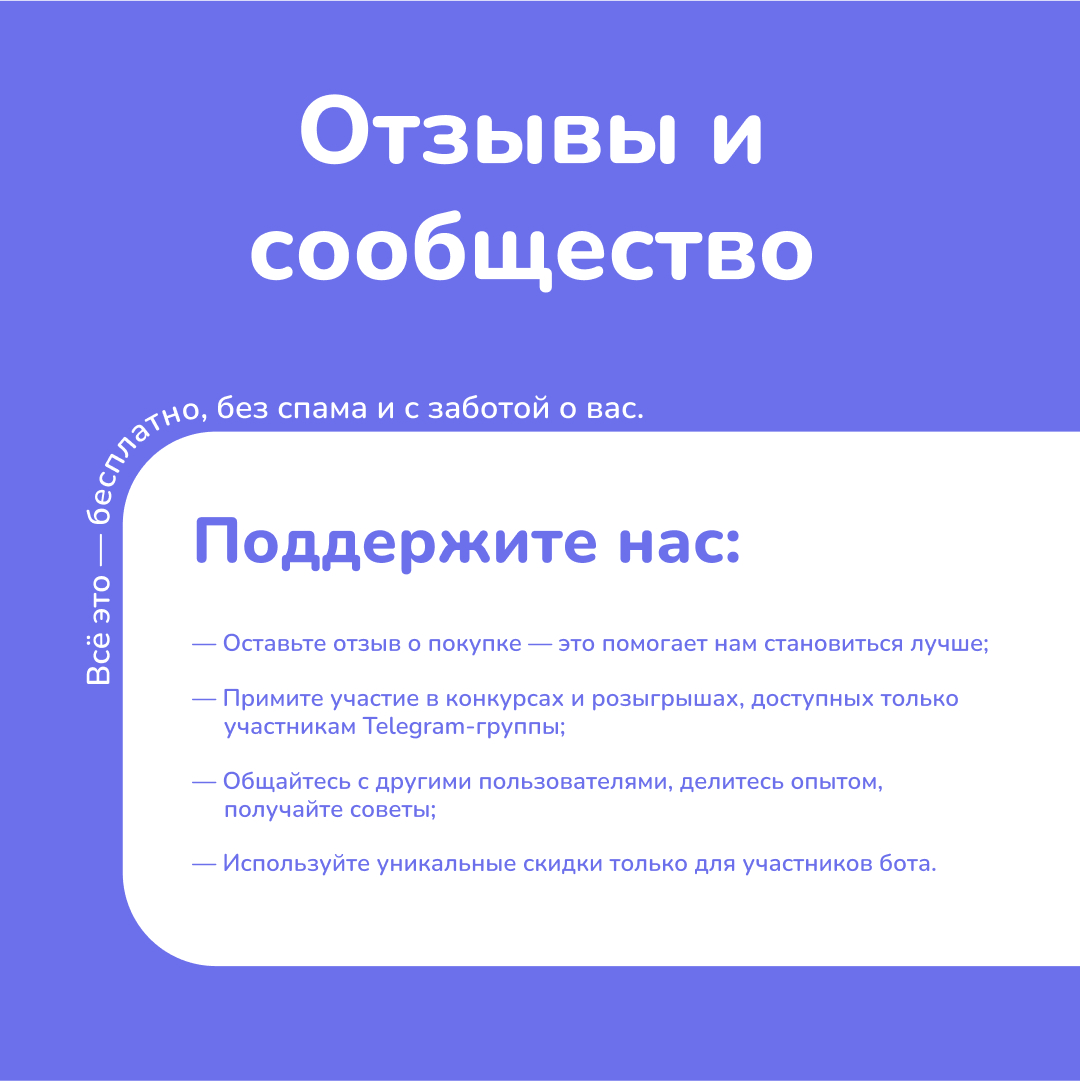 Отзывы и
сообщество
Всё это — бесплатно, без спама и с заботой о вас.
Поддержите нас:
— Оставьте отзыв о покупке — это помогает нам становиться лучше;
— Примите участие в конкурсах и розыгрышах, доступных только
участникам Telegram-группы;
— Общайтесь с другими пользователями, делитесь опытом,
получайте советы;
— Используйте уникальные скидки только для участников бота.